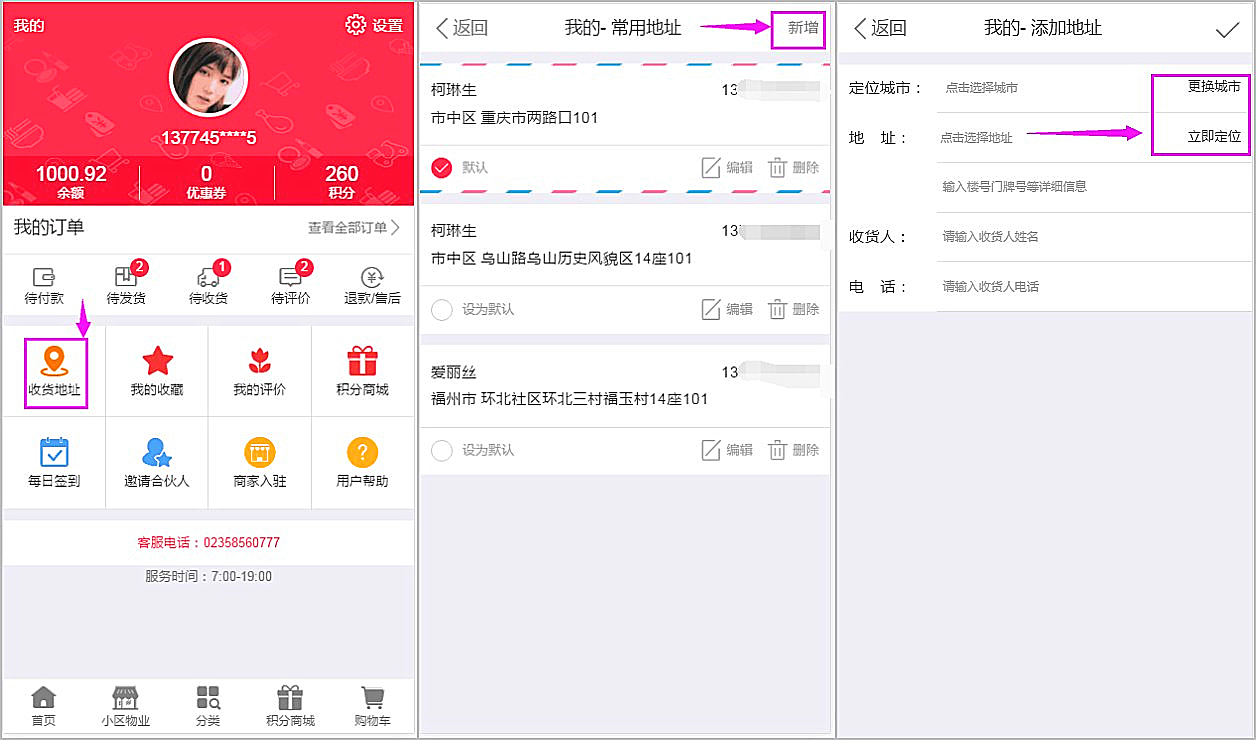 我的
设置
137745****5
1000.92
0
260
余额
优惠券
积分
我的订单
查看全部订单
2
1
2
待付款
待发货
待收货
待评价
退款/售后
收货地址
我的收藏
我的评价
积分商城
每日签到
邀请合伙人
商家入驻
?
用户帮助
客服电话：02358560777
服务时间：7:00-19:00
首页
小区物业
分类
积分商城
购物车
返回
我的- 常用地址
新增
柯琳生
13
市中区 重庆市两路口101
默认
编辑
删除
柯琳生
13
市中区 乌山路乌山历史风貌区14座101
设为默认
编辑
删除
爱丽丝
13
福州市 环北社区环北三村福玉村14座101
设为默认
编辑
删除
返回
我的- 添加地址
定位城市：
点击选择城市
更换城市
地 址：
点击选择地址
立即定位
输入楼号门牌号等详细信息
收货人：
请输入收货人姓名
电 话：
请输入收货人电话